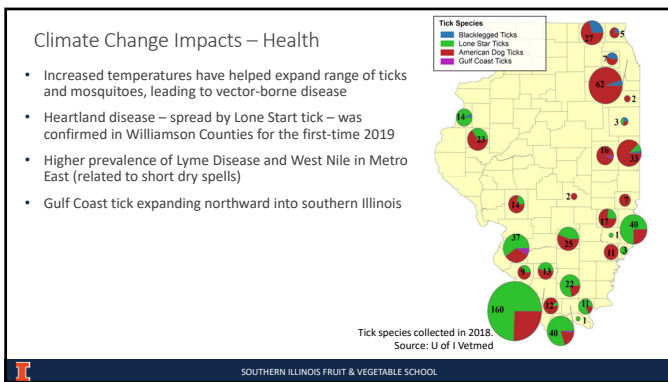 Climate Change Impacts – Health
• Increased temperatures have helped expand range of ticks
and mosquitoes, leading to vector-borne disease
• Heartland disease – spread by Lone Start tick – was
confirmed in Williamson Counties for the first-time 2019
• Higher prevalence of Lyme Disease and West Nile in Metro
East (related to short dry spells)
• Gulf Coast tick expanding northward into southern Illinois
Tick Species
Blacklegged Ticks
Lone Star Ticks
American Dog Ticks
Gulf Coast Ticks
27
5
7
62
2
3
14
23
16
33
2
7
14
17
40
1
37
25
11
3
9
13
22
160
12
11
1
40
Tick species collected in 2018.
Source: U of I Vetmed
I
SOUTHERN ILLINOIS FRUIT & VEGETABLE SCHOOL